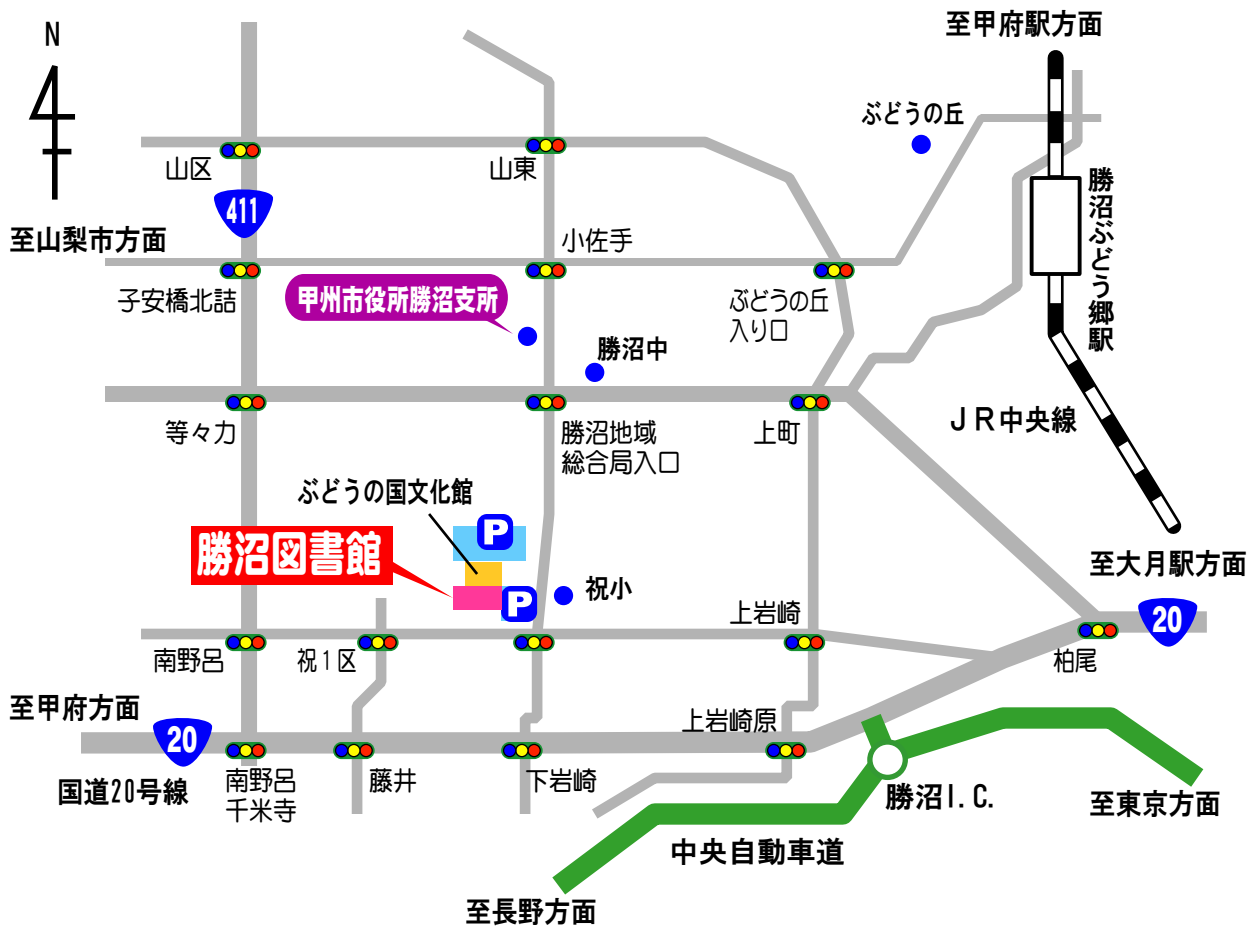 至甲府駅方面
N
ぶどうの丘
山区
山東
勝沼ぶどう郷駅
411
至山梨市方面
小佐手
子安橋北詰
甲州市役所勝沼支所
ぶどうの丘
入り口
勝沼中
等々力
勝沼地域
総合局入口
上町
JR中央線
ぶどうの国文化館
P
勝沼図書館
至大月駅方面
P
祝小
上岩崎
20
南野呂
祝1区
柏尾
至甲府方面
20
上岩崎原
国道20号線
南野呂
千米寺
藤井
下岩崎
勝沼I.C.
至東京方面
中央自動車道
至長野方面